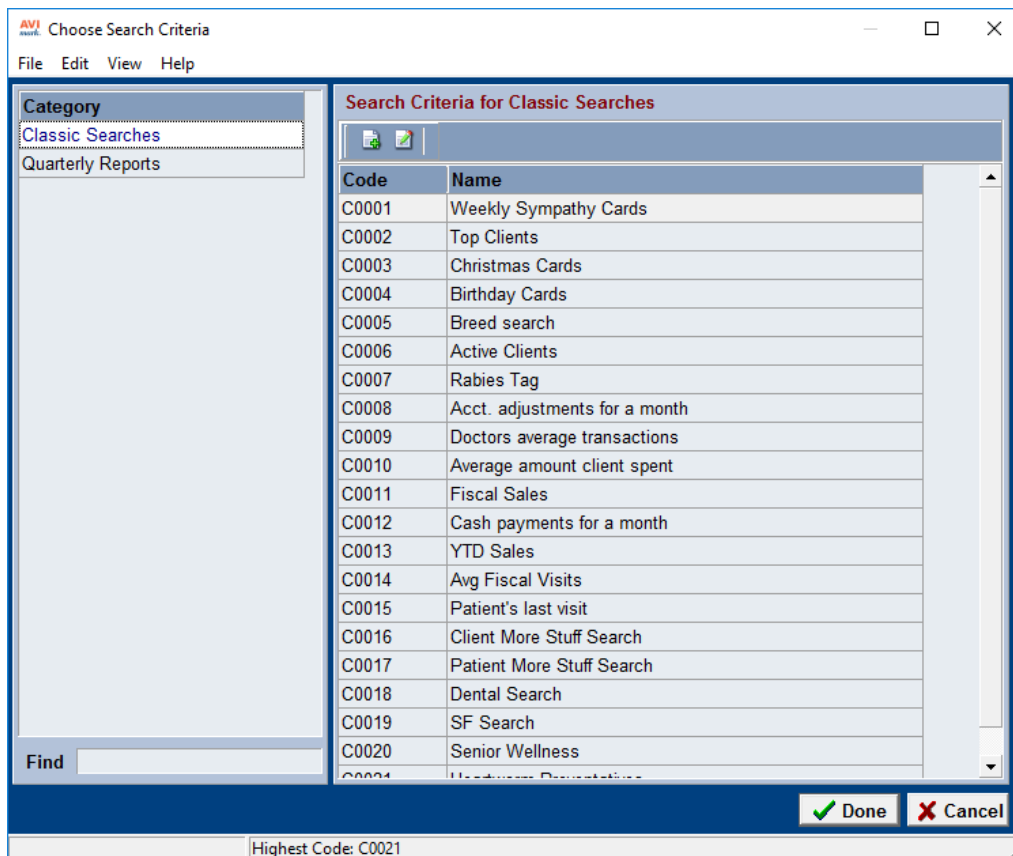 AVI mark. Choose Search Criteria
File Edit View Help
Category
Classic Searches
Quarterly Reports
Find
Search Criteria for Classic Searches
Code Name
C0001 Weekly Sympathy Cards
C0002 Top Clients
C0003 Christmas Cards
C0004 Birthday Cards
C0005 Breed search
C0006 Active Clients
C0007 Rabies Tag
C0008 Acct. adjustments for a month
C0009 Doctors average transactions
C0010 Average amount client spent
C0011 Fiscal Sales
C0012 Cash payments for a month
C0013 YTD Sales
C0014 Avg Fiscal Visits
C0015 Patient's last visit
C0016 Client More Stuff Search
C0017 Patient More Stuff Search
C0018 Dental Search
C0019 SF Search
C0020 Senior Wellness
C0021 Heartworm Preventatives
Done Cancel
Highest Code: C0021